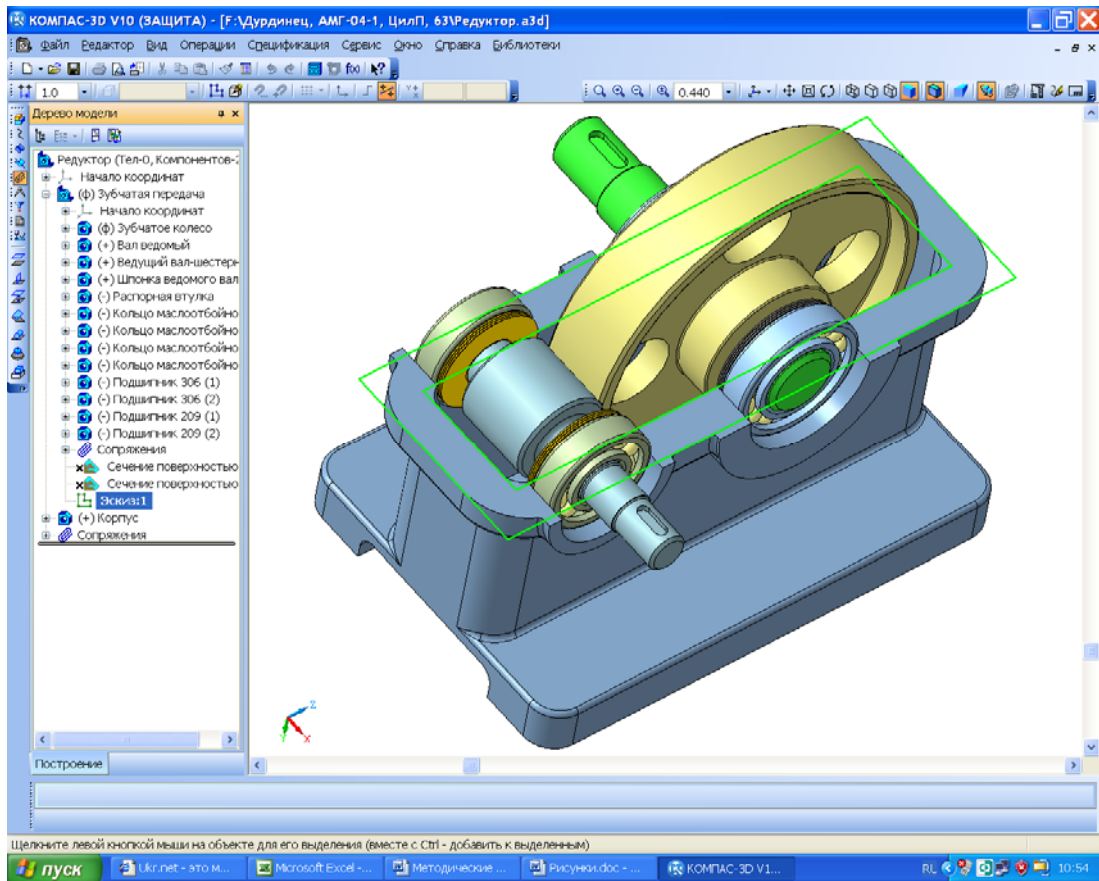 КОМПАС-3D V10 (ЗАЩИТА) - [F:\Дурдинец, АМГ-04-1, ЦилП, 63\Редуктор.a3d]
Файл Редактор Вид Операции Спецификация Сервис Окно Справка Библиотеки
f(x)
1.0 0.440
Дерево модели
Редуктор (Тел-0, Компонентов-2
Начало координат
(ф) Зубчатая передача
Начало координат
(ф) Зубчатое колесо
(+) Вал ведомый
(+) Ведущий вал-шестерн
(+) Шпонка ведомого вал
(-) Распорная втулка
(-) Кольцо маслоотбойно
(-) Кольцо маслоотбойно
(-) Кольцо маслоотбойно
(-) Кольцо маслоотбойно
(-) Подшипник 306 (1)
(-) Подшипник 306 (2)
(-) Подшипник 209 (1)
(-) Подшипник 209 (2)
Сопряжения
Сечение поверхностью
Сечение поверхностью
Эскиз:1
(+) Корпус
Сопряжения
Z
Y
X
Построение
Щелкните левой кнопкой мыши на объекте для его выделения (вместе с Ctrl - добавить к выделенным)
пуск Ukr.net - это м... Microsoft Excel -... Методические ... Рисунки.doc - ... КОМПАС-3D V1... RU 10:54